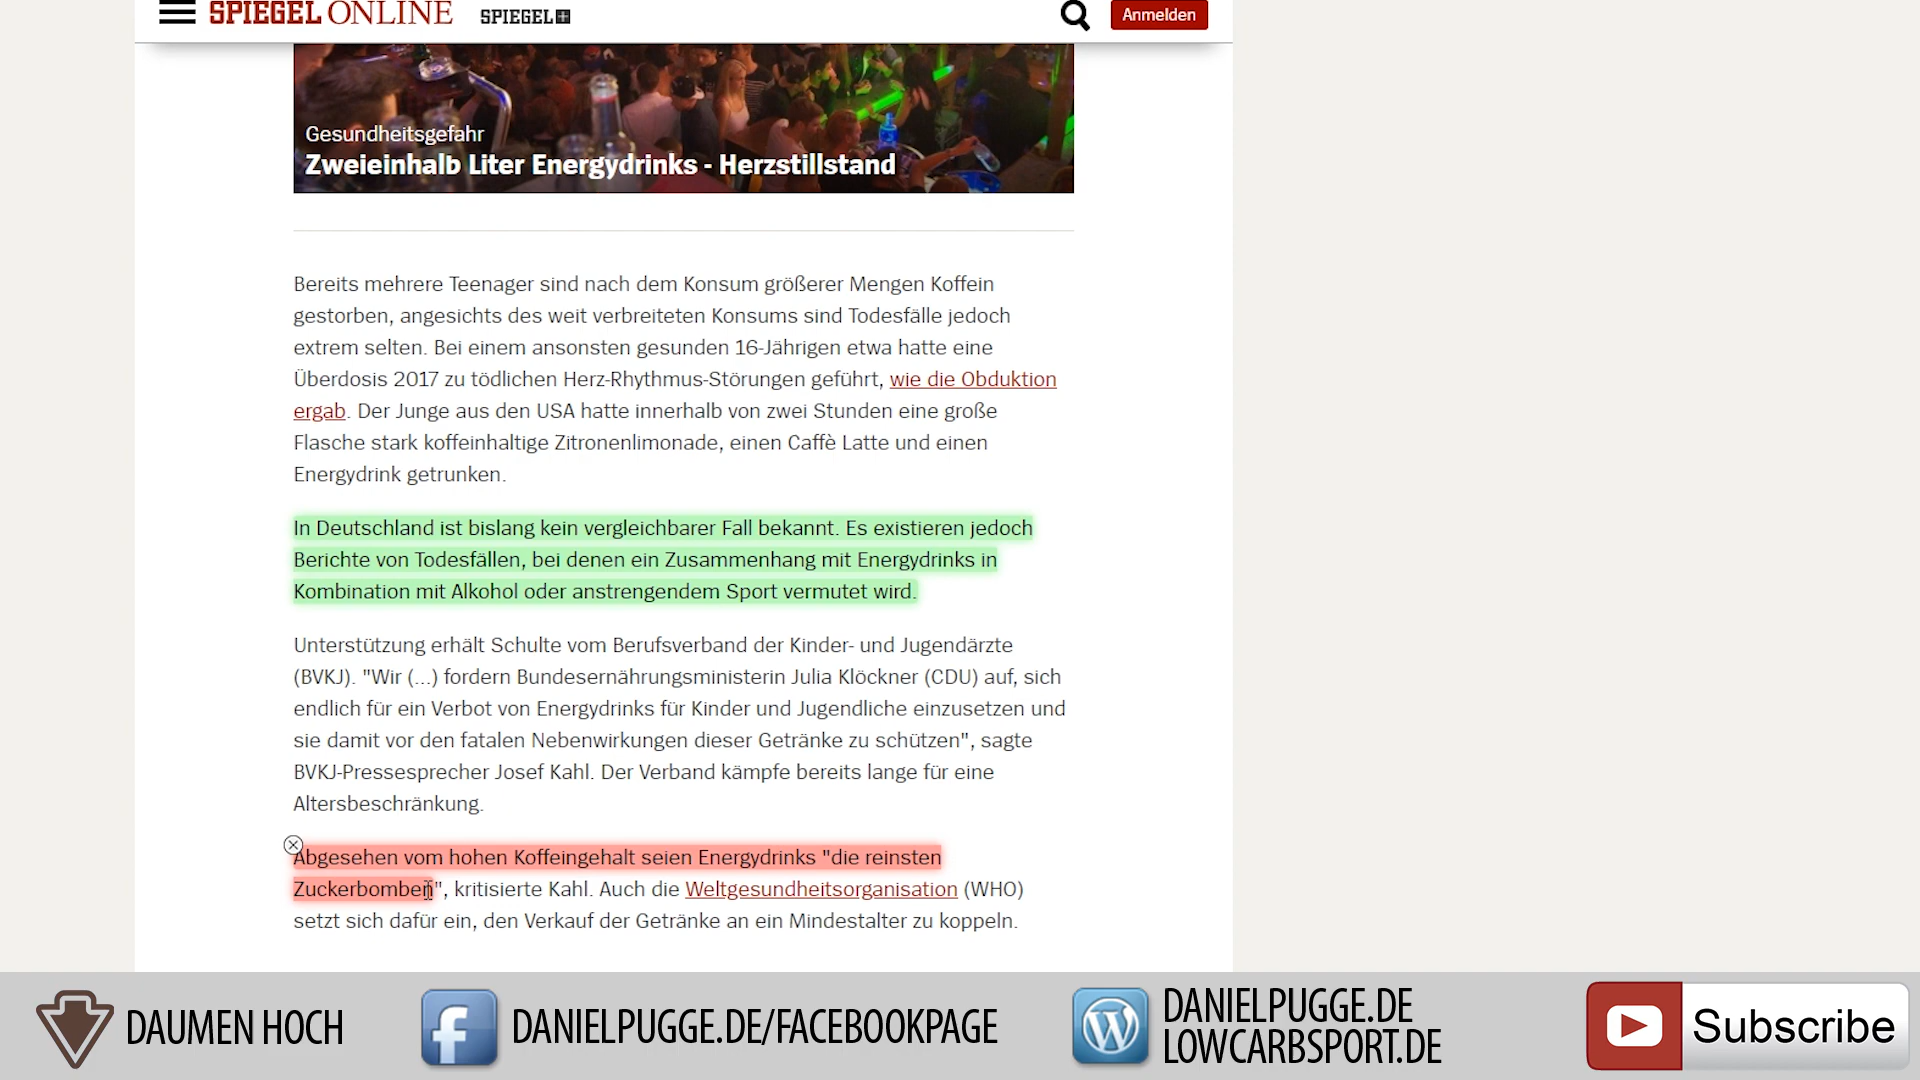 SPIEGEL ONLINE SPIEGEL+ Anmelden
Gesundheitsgefahr
Zweieinhalb Liter Energydrinks - Herzstillstand
Bereits mehrere Teenager sind nach dem Konsum größerer Mengen Koffein
gestorben, angesichts des weit verbreiteten Konsums sind Todesfälle jedoch
extrem selten. Bei einem ansonsten gesunden 16-Jährigen etwa hatte eine
Überdosis 2017 zu tödlichen Herz-Rhythmus-Störungen geführt, wie die Obduktion
ergab. Der Junge aus den USA hatte innerhalb von zwei Stunden eine große
Flasche stark koffeinhaltige Zitronenlimonade, einen Caffè Latte und einen
Energydrink getrunken.
In Deutschland ist bislang kein vergleichbarer Fall bekannt. Es existieren jedoch
Berichte von Todesfällen, bei denen ein Zusammenhang mit Energydrinks in
Kombination mit Alkohol oder anstrengendem Sport vermutet wird.
Unterstützung erhält Schulte vom Berufsverband der Kinder- und Jugendärzte
(BVKJ). "Wir (...) fordern Bundesernährungsministerin Julia Klöckner (CDU) auf, sich
endlich für ein Verbot von Energydrinks für Kinder und Jugendliche einzusetzen und
sie damit vor den fatalen Nebenwirkungen dieser Getränke zu schützen", sagte
BVKJ-Pressesprecher Josef Kahl. Der Verband kämpfe bereits lange für eine
Altersbeschränkung.
Abgesehen vom hohen Koffeingehalt seien Energydrinks "die reinsten
Zuckerbomben", kritisierte Kahl. Auch die Weltgesundheitsorganisation (WHO)
setzt sich dafür ein, den Verkauf der Getränke an ein Mindestalter zu koppeln.
DAUMEN HOCH
DANIELPUGGE.DE/FACEBOOKPAGE
DANIELPUGGE.DE
LOWCARBSPORT.DE
Subscribe